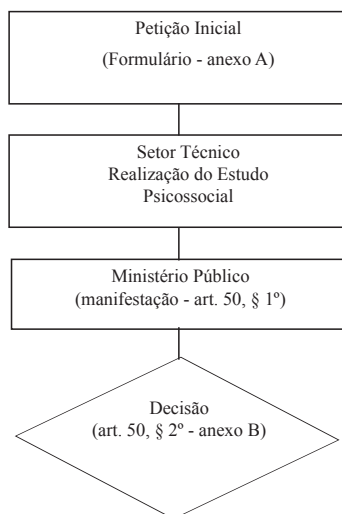 Petição Inicial
(Formulário - anexo A)
Setor Técnico
Realização do Estudo
Psicossocial
Ministério Público
(manifestação - art. 50, § 1º)
Decisão
(art. 50, § 2º - anexo B)